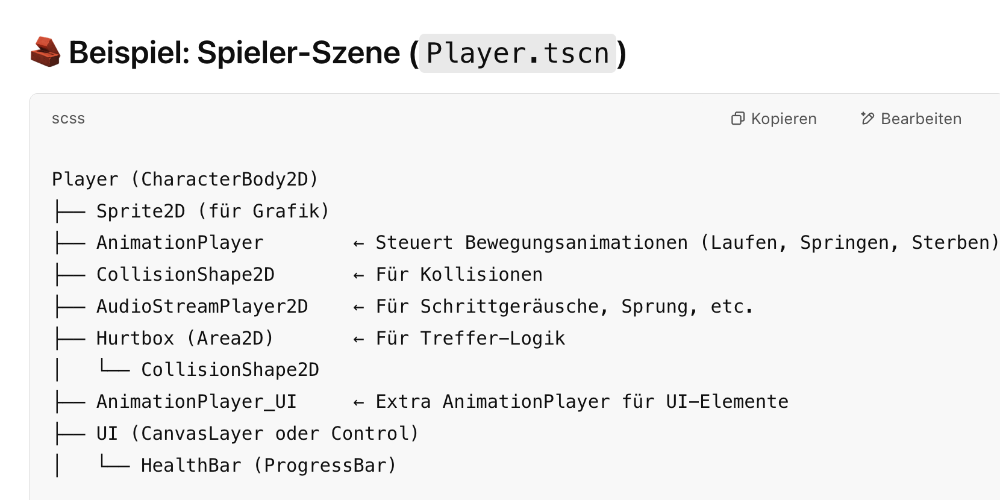 Beispiel: Spieler-Szene (Player.tscn)
scss
Kopieren
Bearbeiten
Player (CharacterBody2D)
├── Sprite2D (für Grafik)
├── AnimationPlayer        ← Steuert Bewegungsanimationen (Laufen, Springen, Sterben)
├── CollisionShape2D       ← Für Kollisionen
├── AudioStreamPlayer2D    ← Für Schrittgeräusche, Sprung, etc.
├── Hurtbox (Area2D)       ← Für Treffer-Logik
│   └── CollisionShape2D
├── AnimationPlayer_UI     ← Extra AnimationPlayer für UI-Elemente
├── UI (CanvasLayer oder Control)
│   └── HealthBar (ProgressBar)